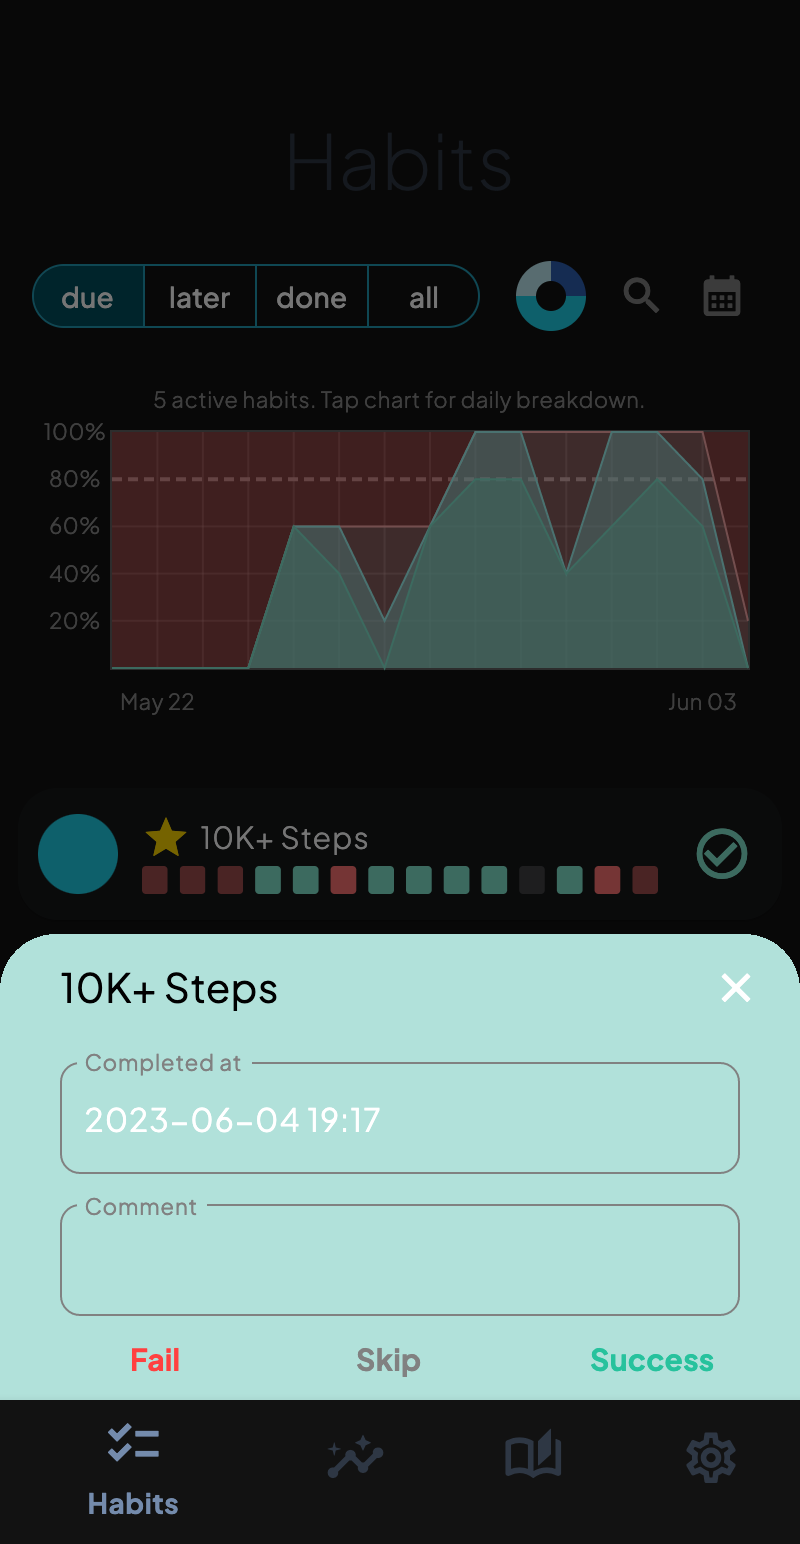 Habits
due later done all
5 active habits. Tap chart for daily breakdown.
100%
80%
60%
40%
20%
May 22 Jun 03
10K+ Steps
10K+ Steps
Completed at
2023-06-04 19:17
Comment
Fail Skip Success
Habits